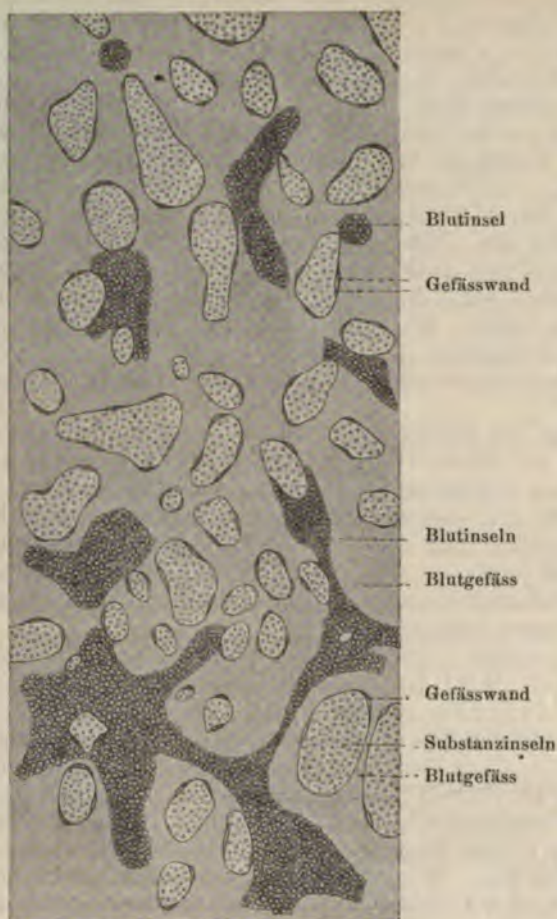 Blutinsel
Gefässwand
Blutinseln
Blutgefäss
Gefässwand
Substanzinseln
Blutgefäss